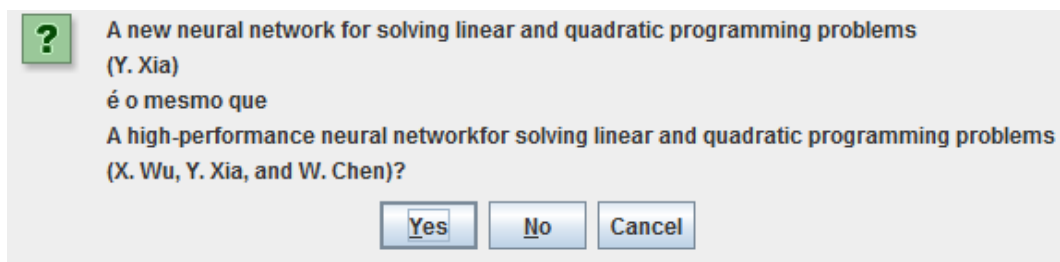 ?
A new neural network for solving linear and quadratic programming problems
(Y. Xia)
é o mesmo que
A high-performance neural networkfor solving linear and quadratic programming problems
(X. Wu, Y. Xia, and W. Chen)?
Yes No Cancel